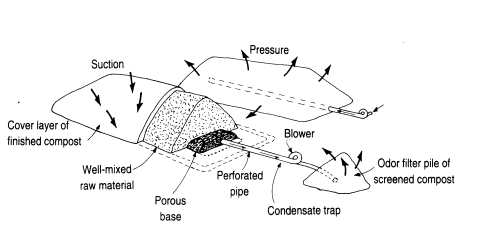 Pressure
Suction
Cover layer of
finished compost
Blower
Odor filter pile of
screened compost
Well-mixed
raw material
Perforated
pipe
Porous
base
Condensate trap